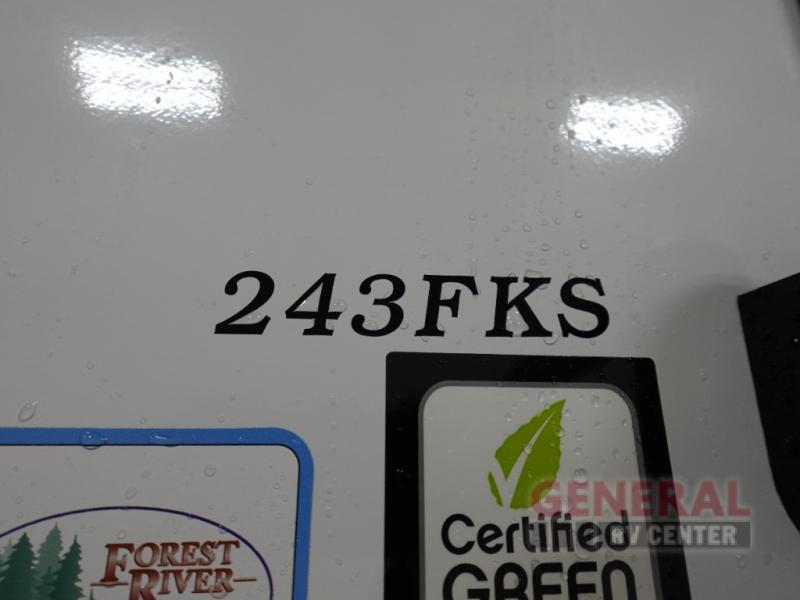 243FKS
FOREST
RIVER
Certified
GREEN
GENERAL
RV CENTER